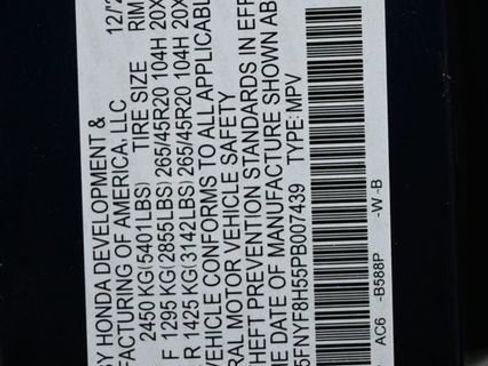 BY HONDA DEVELOPMENT & 12/2
FACTURING OF AMERICA, LLC RIM
2450 KG(5401LBS) TIRE SIZE
F 1295 KG(2855LBS) 265/45R20 104H 20X
R 1425 KG(3142LBS) 265/45R20 104H 20X
VEHICLE CONFORMS TO ALL APPLICABL
RAL MOTOR VEHICLE SAFETY
THEFT PREVENTION STANDARDS IN EFF
HE DATE OF MANUFACTURE SHOWN AB
5FNYF8H55PB007439 TYPE: MPV
AC6 -B588P -W -B